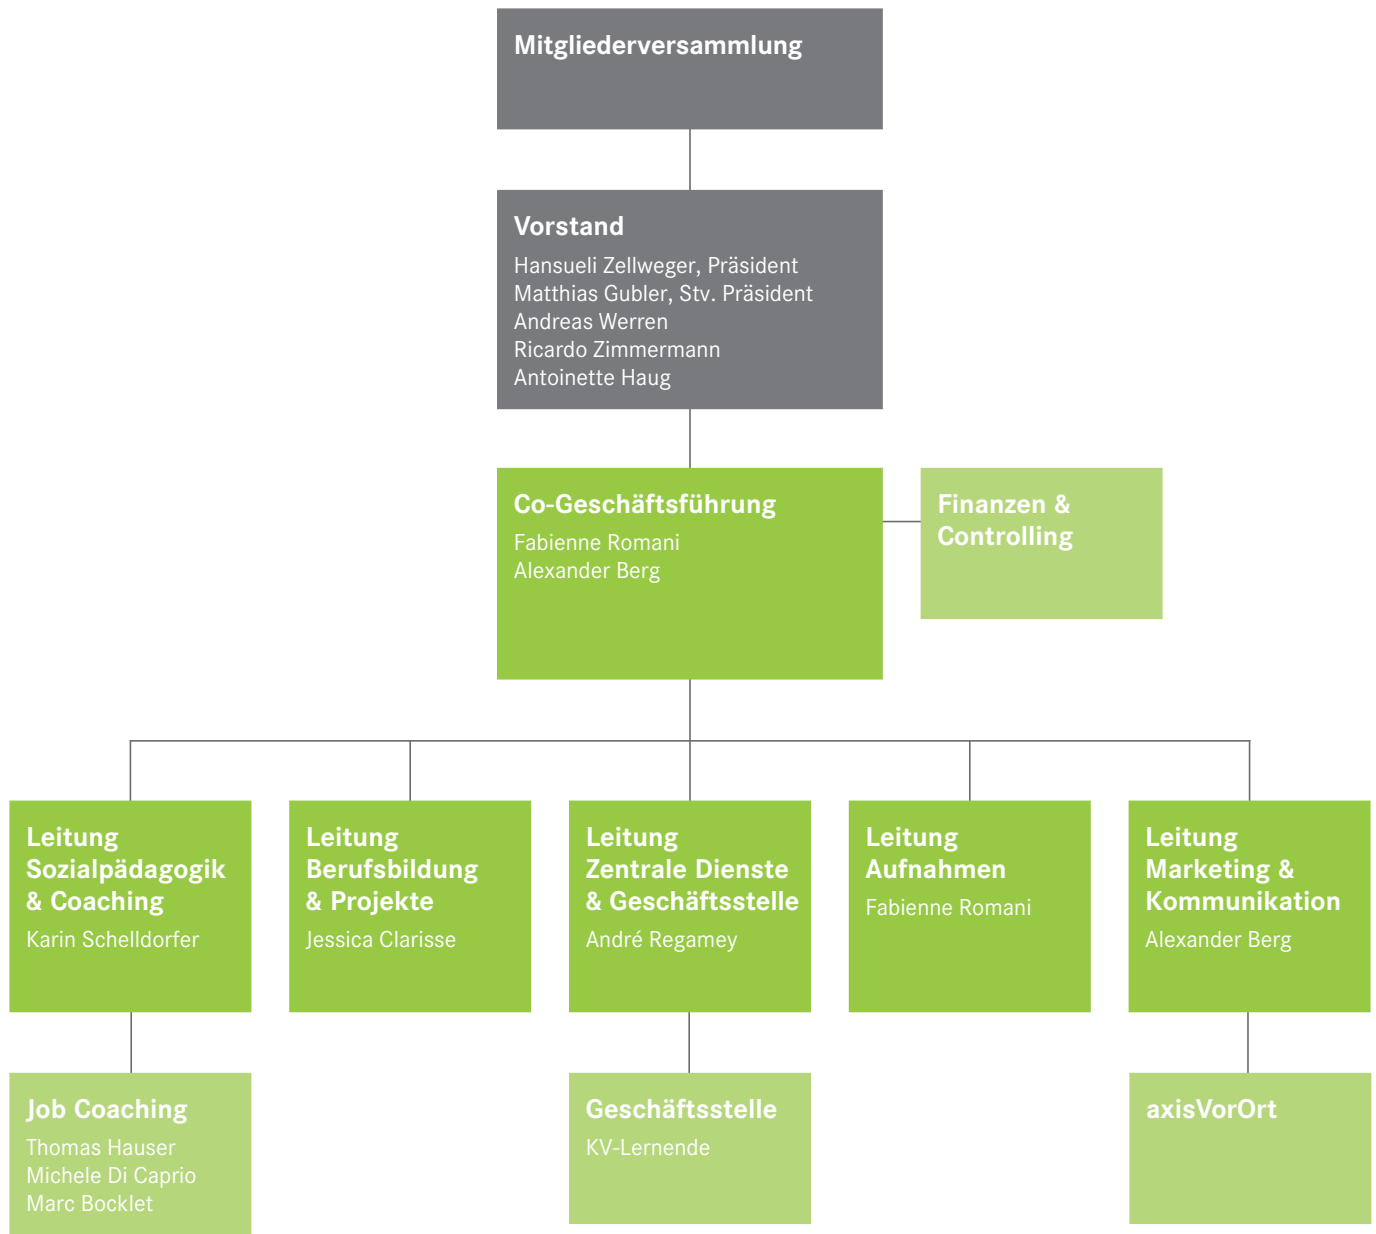 Mitgliederversammlung
Vorstand
Hansueli Zellweger, Präsident
Matthias Gubler, Stv. Präsident
Andreas Werren
Ricardo Zimmermann
Antoinette Haug
Co-Geschäftsführung
Fabienne Romani
Alexander Berg
Finanzen &
Controlling
Leitung
Sozialpädagogik
& Coaching
Karin Schelldorfer
Leitung
Berufsbildung
& Projekte
Jessica Clarisse
Leitung
Zentrale Dienste
& Geschäftsstelle
André Regamey
Leitung
Aufnahmen
Fabienne Romani
Leitung
Marketing &
Kommunikation
Alexander Berg
Job Coaching
Thomas Hauser
Michele Di Caprio
Marc Bocklet
Geschäftsstelle
KV-Lernende
axisVorOrt